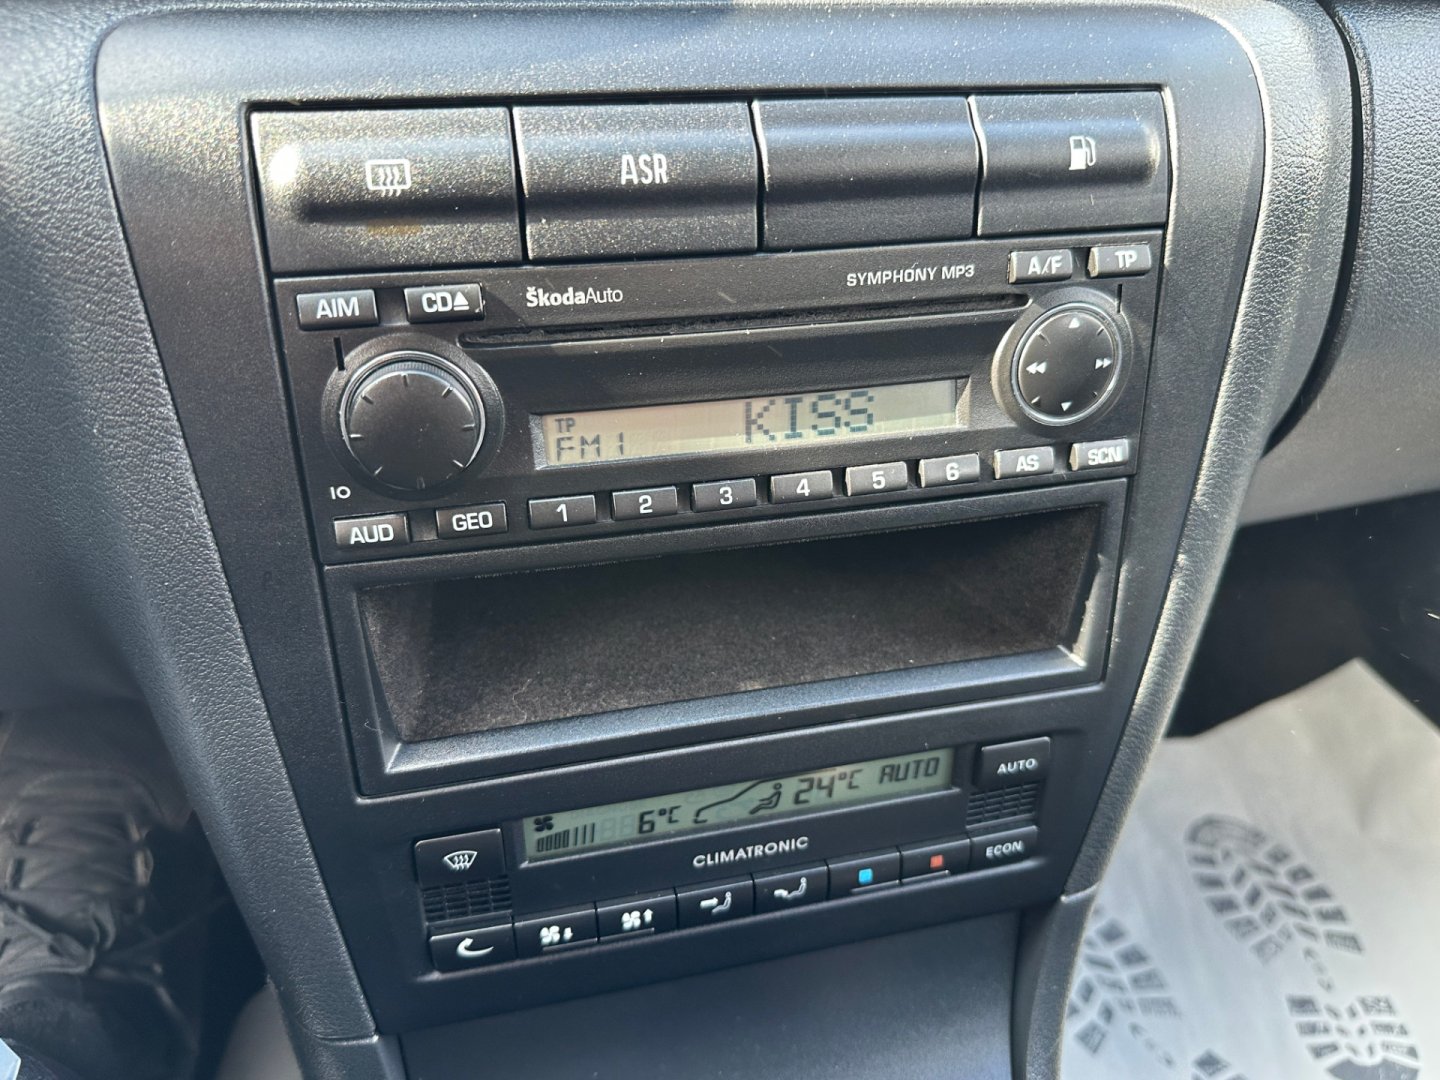 ASR
SYMPHONY MP3
A/F
TP
AIM
CD
ŠkodaAuto
TP
FM1
KISS
IO
AUD
GEO
1
2
3
4
5
6
AS
SCN
6°C
24°C
AUTO
AUTO
CLIMATRONIC
ECON